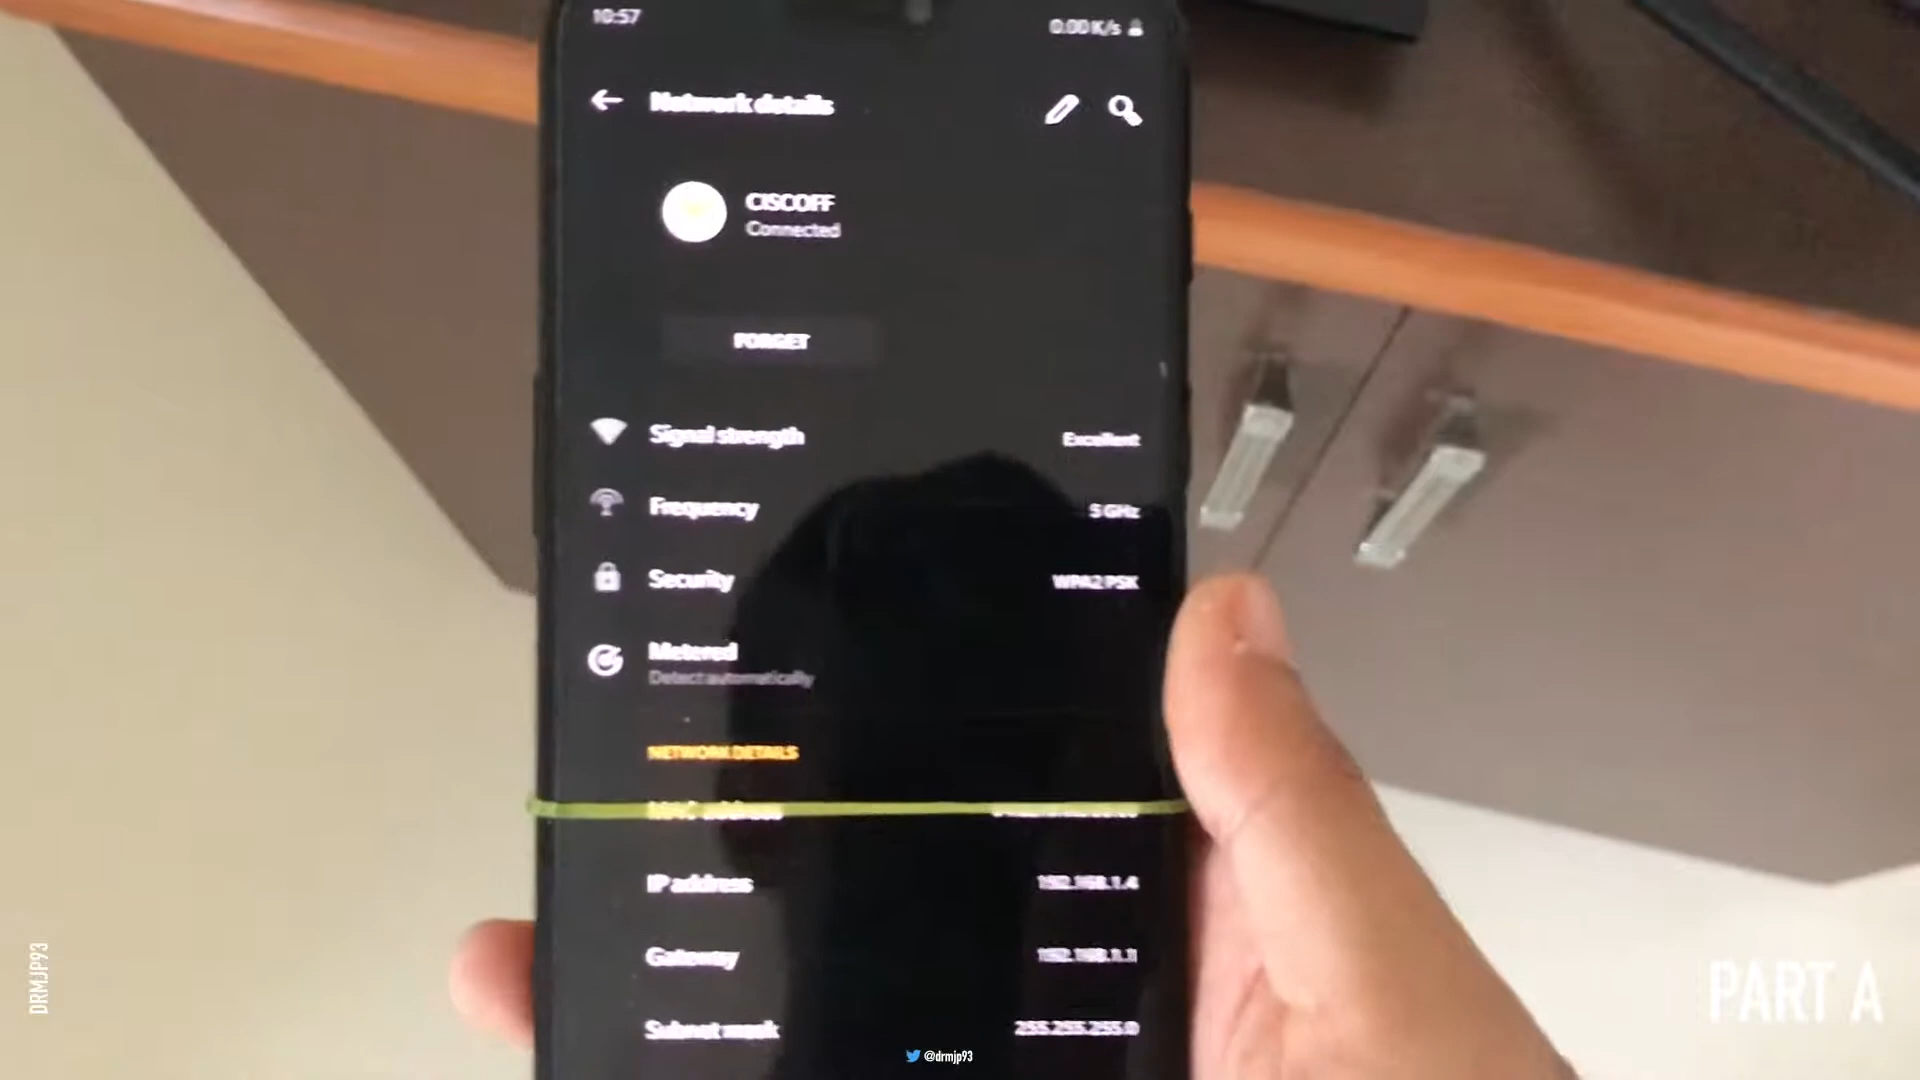 10:57
0.00 K/s
Network details
CISCOFF
Connected
FORGET
Signal strength
Excellent
Frequency
5 GHz
Security
WPA2 PSK
Metered
Detect automatically
NETWORK DETAILS
address
IP address
192.168.1.4
Gateway
192.168.1.1
Subnet mask
255.255.255.0
@drmjp93
DRMJP93
PART A